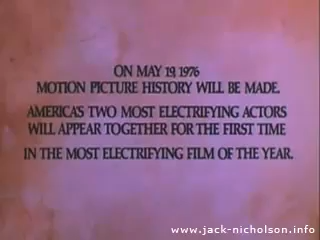 ON MAY 19, 1976
MOTION PICTURE HISTORY WILL BE MADE.
AMERICA'S TWO MOST ELECTRIFYING ACTORS
WILL APPEAR TOGETHER FOR THE FIRST TIME
IN THE MOST ELECTRIFYING FILM OF THE YEAR.
www.jack-nicholson.info